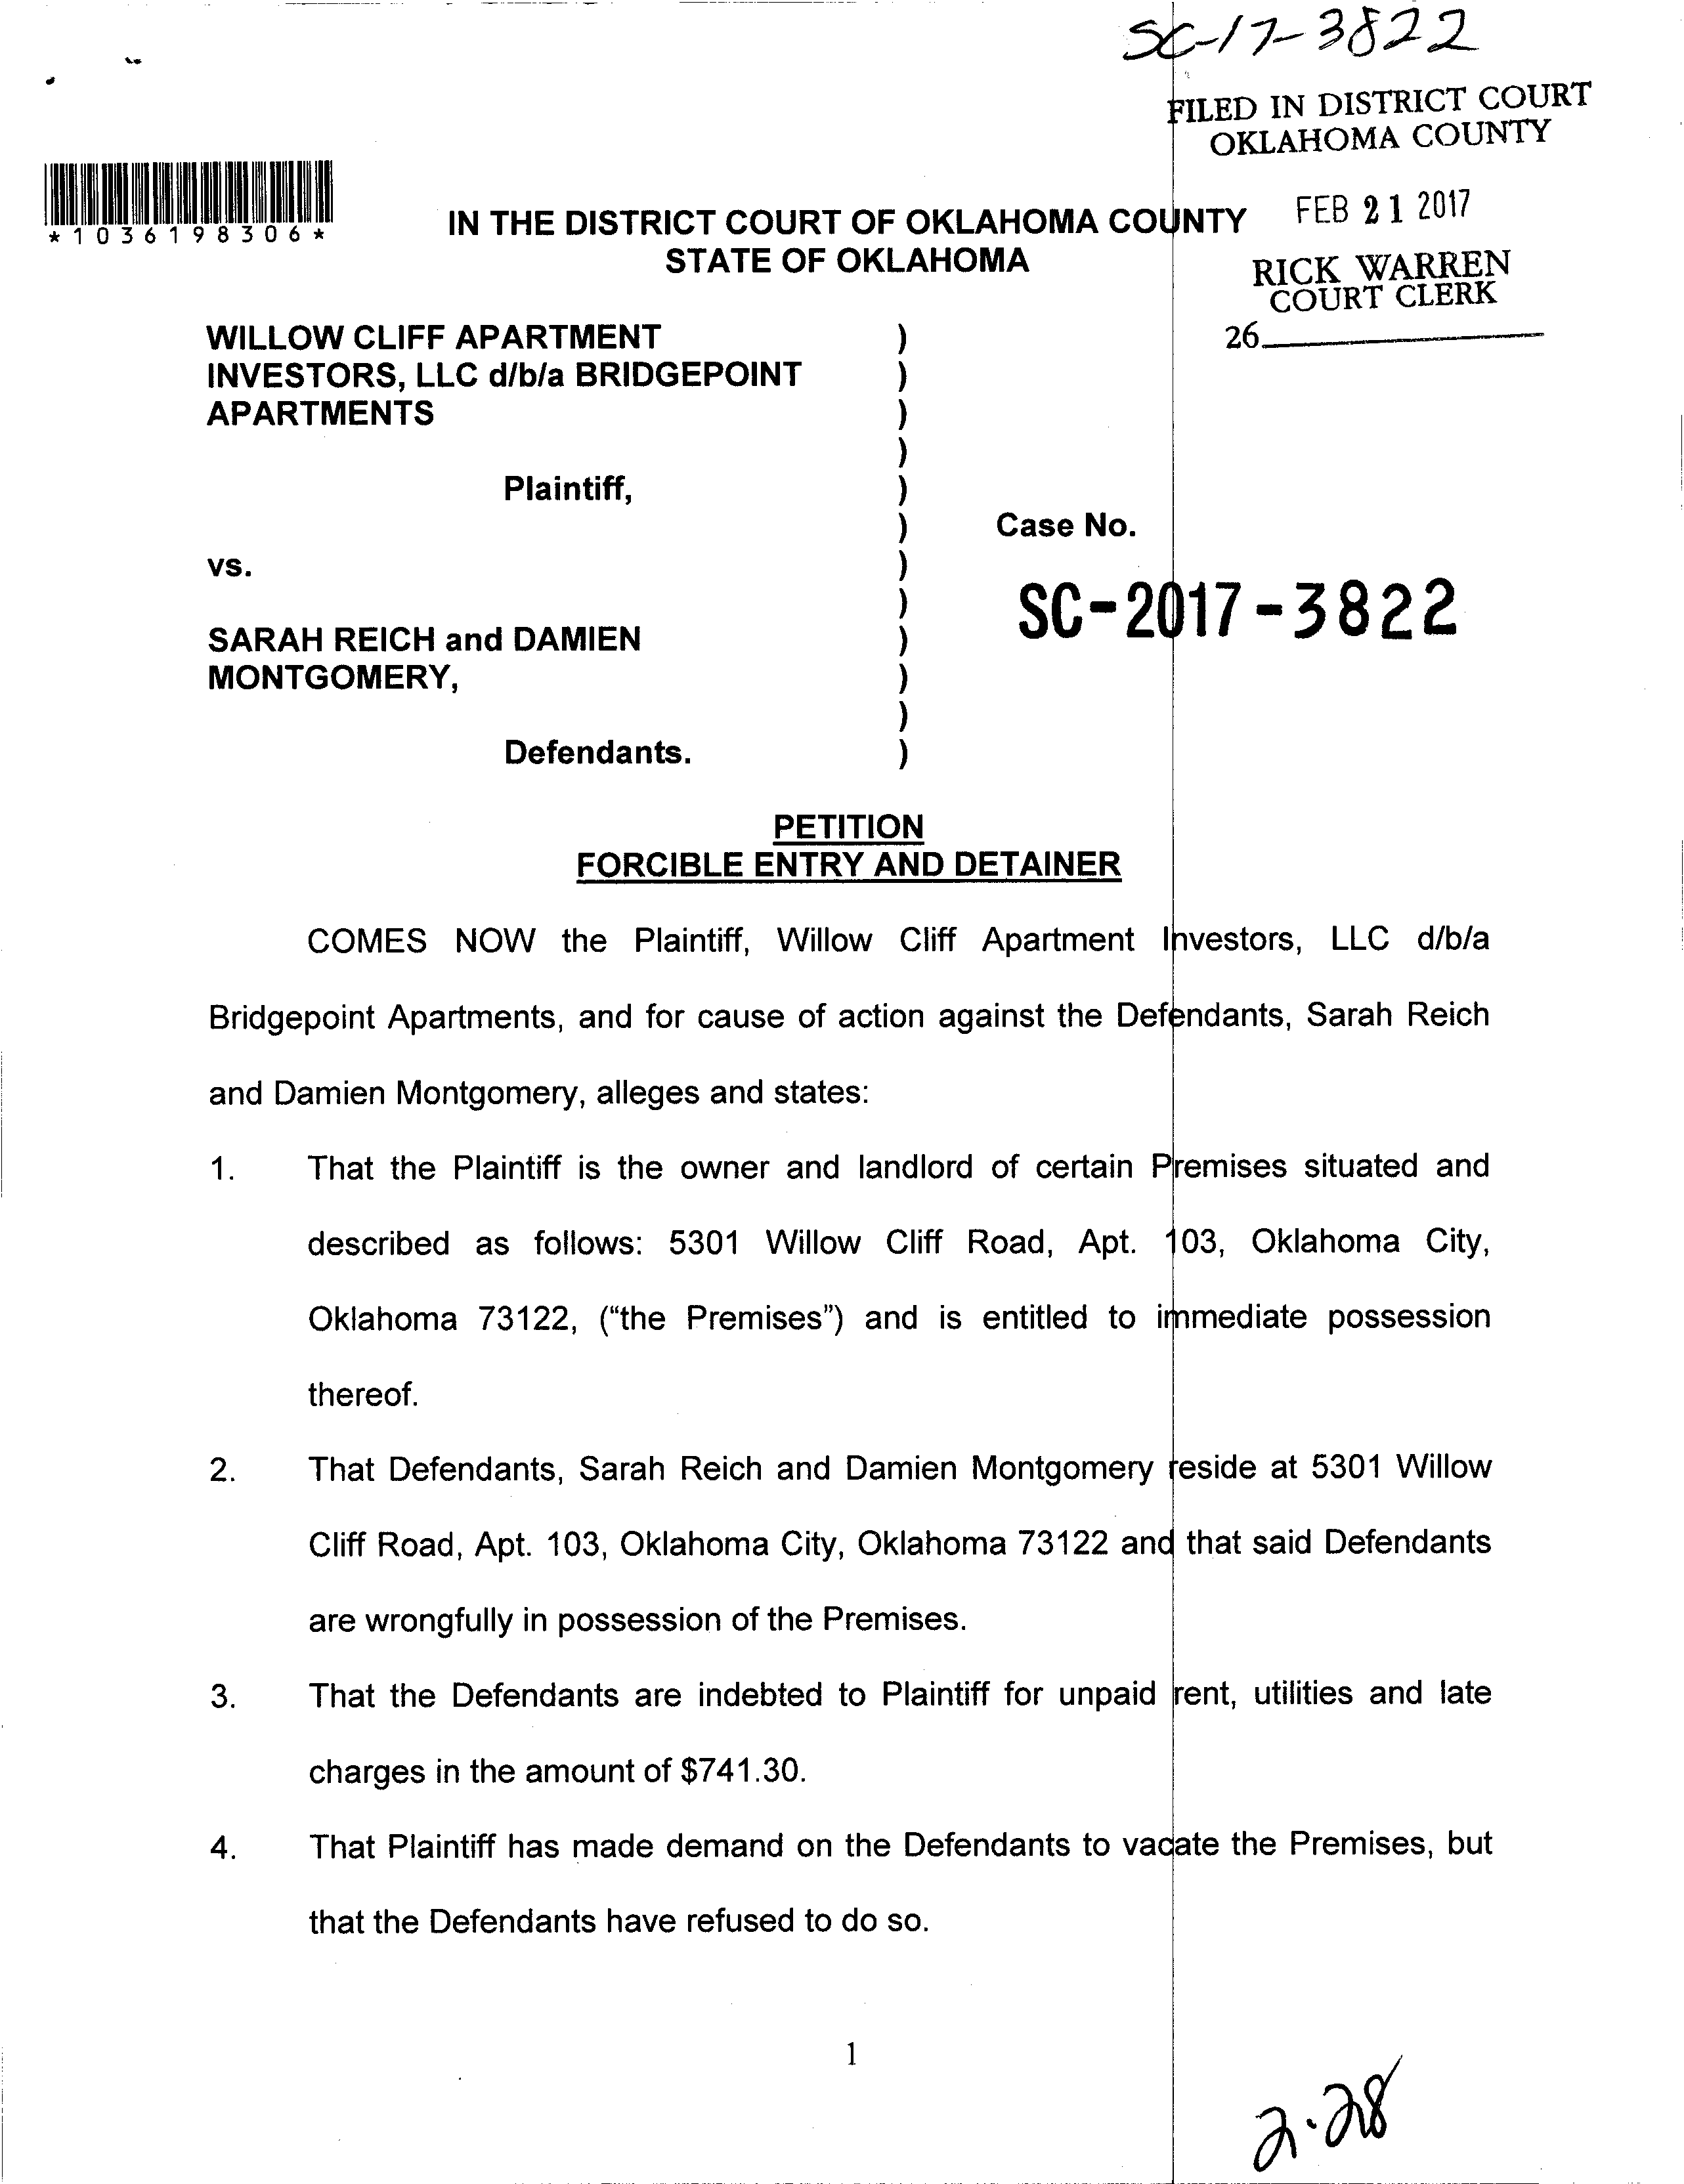 SC-17-3822
FILED IN DISTRICT COURT
OKLAHOMA COUNTY
FEB 21 2017
RICK WARREN
COURT CLERK
26
*1036198306*
IN THE DISTRICT COURT OF OKLAHOMA COUNTY
STATE OF OKLAHOMA
WILLOW CLIFF APARTMENT )
INVESTORS, LLC d/b/a BRIDGEPOINT )
APARTMENTS )
)
Plaintiff, )
) Case No.
vs. )
) SC-2017-3822
SARAH REICH and DAMIEN )
MONTGOMERY, )
)
Defendants. )
PETITION
FORCIBLE ENTRY AND DETAINER
COMES NOW the Plaintiff, Willow Cliff Apartment Investors, LLC d/b/a
Bridgepoint Apartments, and for cause of action against the Defendants, Sarah Reich
and Damien Montgomery, alleges and states:
1. That the Plaintiff is the owner and landlord of certain Premises situated and
described as follows: 5301 Willow Cliff Road, Apt. 103, Oklahoma City,
Oklahoma 73122, (“the Premises”) and is entitled to immediate possession
thereof.
2. That Defendants, Sarah Reich and Damien Montgomery reside at 5301 Willow
Cliff Road, Apt. 103, Oklahoma City, Oklahoma 73122 and that said Defendants
are wrongfully in possession of the Premises.
3. That the Defendants are indebted to Plaintiff for unpaid rent, utilities and late
charges in the amount of $741.30.
4. That Plaintiff has made demand on the Defendants to vacate the Premises, but
that the Defendants have refused to do so.
1
2.28